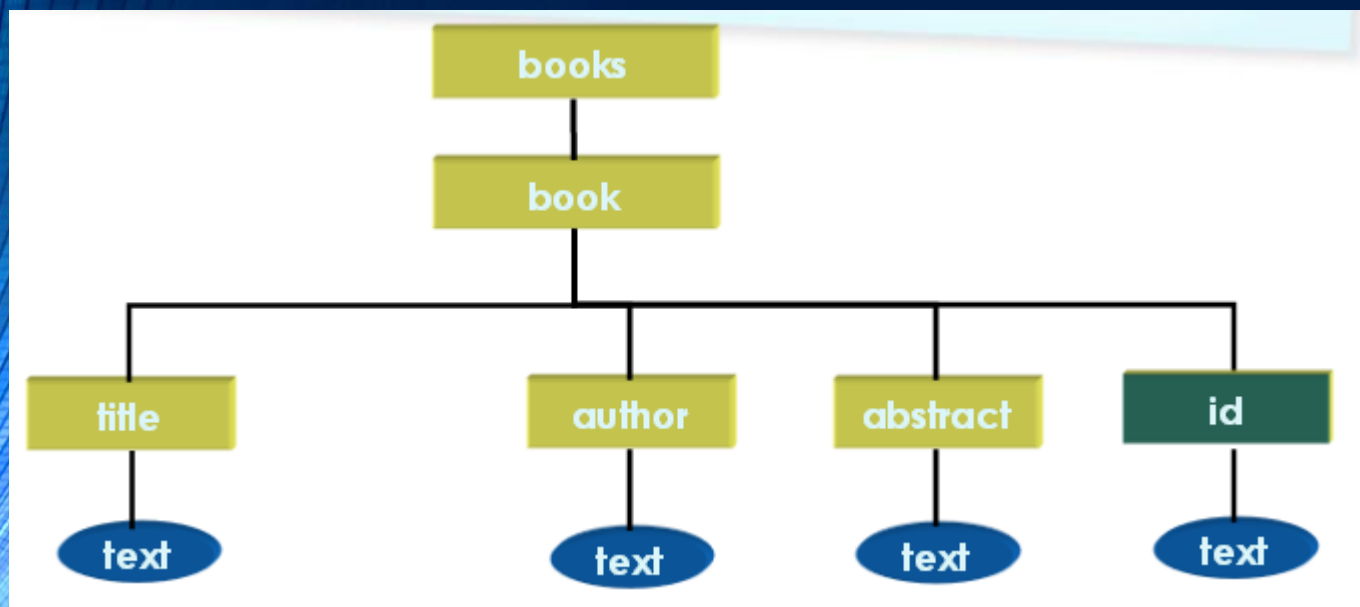 books
book
title
author
abstract
id
text
text
text
text